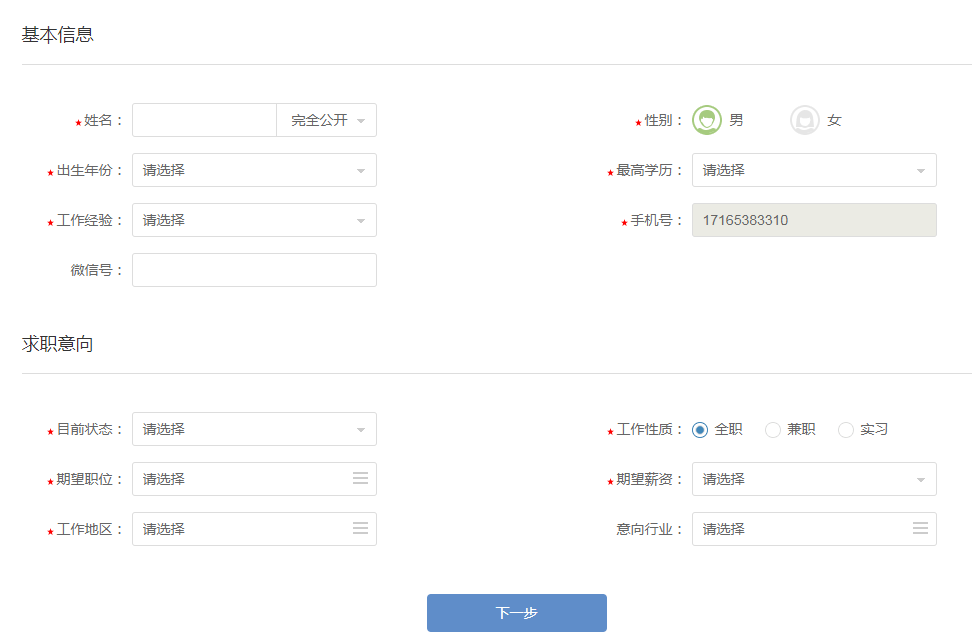 基本信息
★姓名： 完全公开 ★性别： 男 女
★出生年份： 请选择 ★最高学历： 请选择
★工作经验： 请选择 ★手机号： 17165383310
微信号：
求职意向
★目前状态： 请选择 ★工作性质： 全职 兼职 实习
★期望职位： 请选择 ★期望薪资： 请选择
★工作地区： 请选择 意向行业： 请选择
下一步